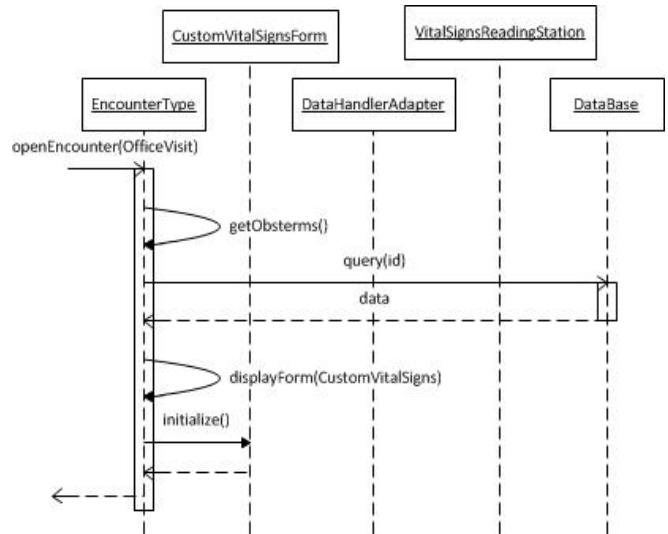 CustomVitalSignsForm
VitalSignsReadingStation
EncounterType
DataHandlerAdapter
DataBase
openEncounter(OfficeVisit)
getObsterms()
query(id)
data
displayForm(CustomVitalSigns)
initialize()